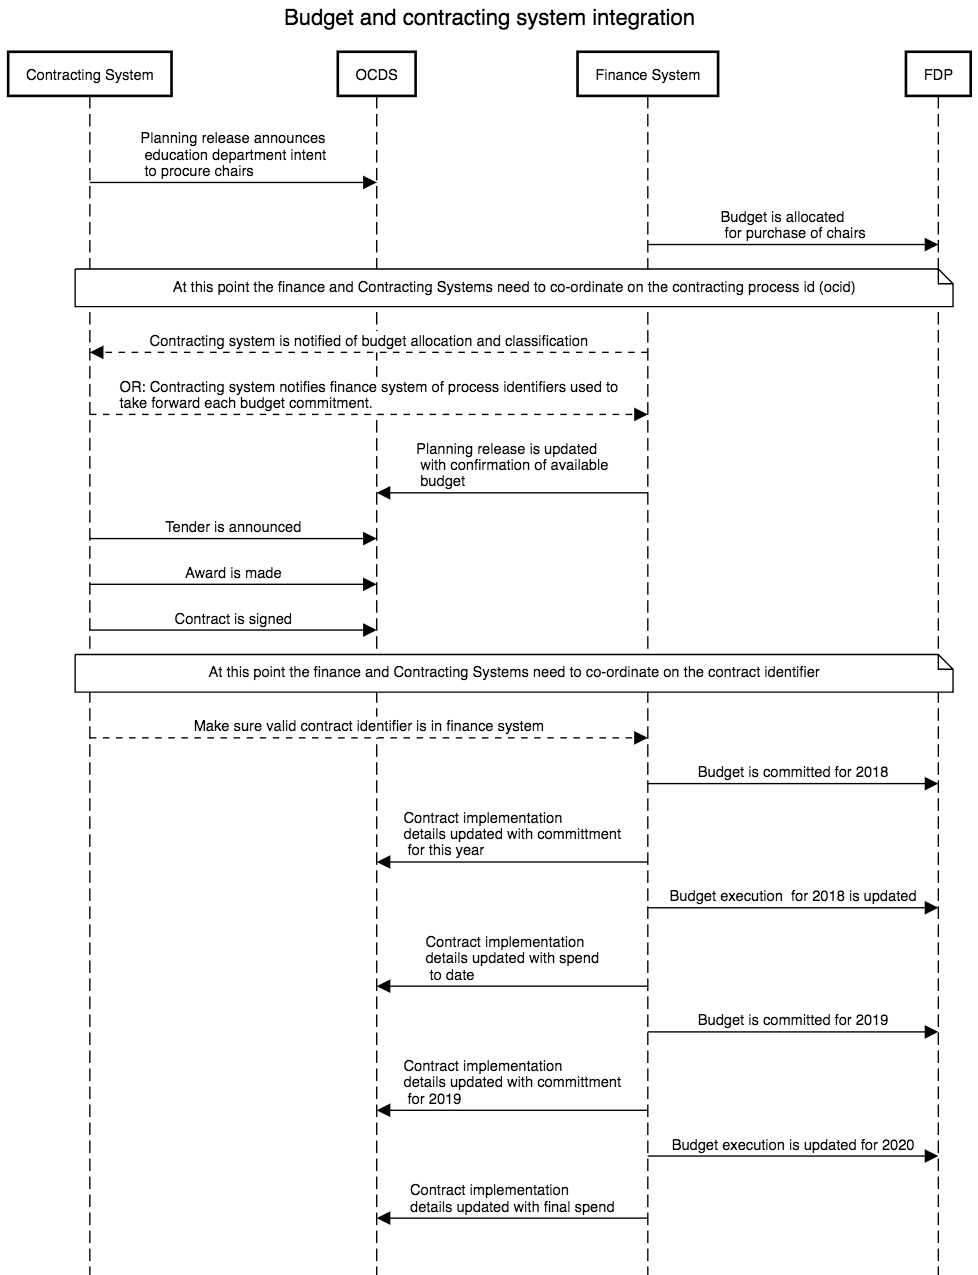 Budget and contracting system integration
Contracting System
OCDS
Finance System
FDP
Planning release announces
education department intent
to procure chairs
Budget is allocated
for purchase of chairs
At this point the finance and Contracting Systems need to co-ordinate on the contracting process id (ocid)
Contracting system is notified of budget allocation and classification
OR: Contracting system notifies finance system of process identifiers used to
take forward each budget commitment.
Planning release is updated
with confirmation of available
budget
Tender is announced
Award is made
Contract is signed
At this point the finance and Contracting Systems need to co-ordinate on the contract identifier
Make sure valid contract identifier is in finance system
Budget is committed for 2018
Contract implementation
details updated with committment
for this year
Budget execution  for 2018 is updated
Contract implementation
details updated with spend
to date
Budget is committed for 2019
Contract implementation
details updated with committment
for 2019
Budget execution is updated for 2020
Contract implementation
details updated with final spend